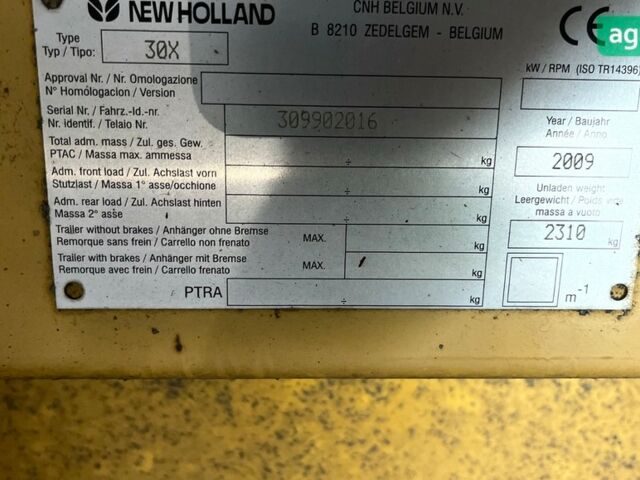 NEW HOLLAND
CNH BELGIUM N.V.
B 8210 ZEDELGEM - BELGIUM
CE
ag
Type
Typ / Tipo:
30X
kW / RPM (ISO TR14396)
Approval Nr. / Nr. Omologazione
N° Homólogacion / Version
Serial Nr. / Fahrz.-Id.-nr.
Nr. identif. / Telaio Nr.
309902016
Year / Baujahr
Année / Anno
2009
Total adm. mass / Zul. ges. Gew.
PTAC / Massa max. ammessa
÷ kg
Adm. front load / Zul. Achslast vorn
Stutzlast / Massa 1° asse/occhione
÷ kg
Unladen weight
Leergewicht / Poids vide
massa a vuoto
2310 kg
Adm. rear load / Zul. Achslast hinten
Massa 2° asse
÷ kg
Trailer without brakes / Anhänger ohne Bremse
Remorque sans frein / Carrello non frenato
MAX. kg
Trailer with brakes / Anhänger mit Bremse
Remorque avec frein / Carrello frenato
MAX. kg
PTRA
÷ kg
m-1